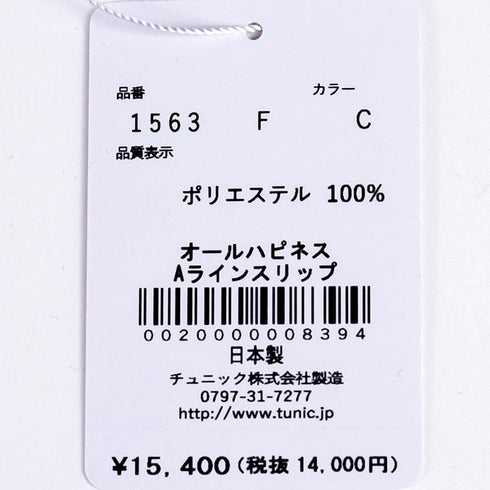 品番 カラー
1563 F C
品質表示
ポリエステル 100%
オールハピネス
Aラインスリップ
0020000008394
日本製
チュニック株式会社製造
0797-31-7277
http://www.tunic.jp
¥15,400(税抜14,000円)